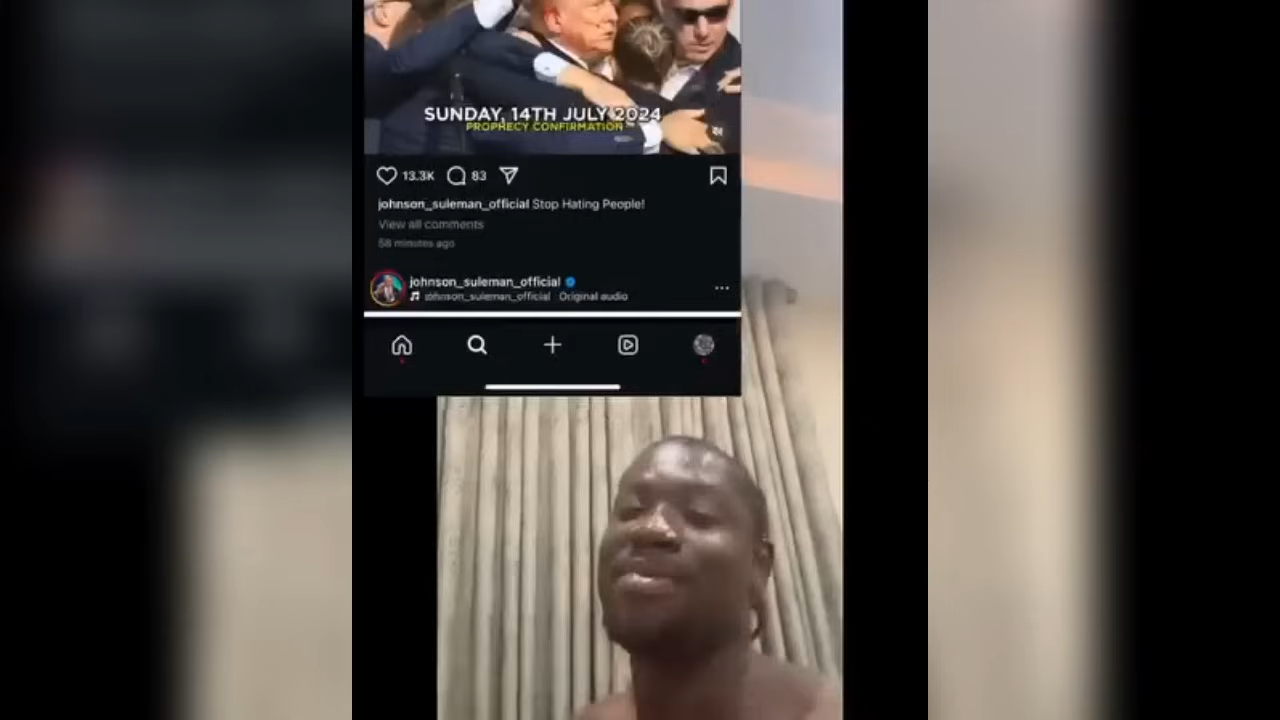 SUNDAY, 14TH JULY 2024
PROPHECY CONFIRMATION
13.3K 83
johnson_suleman_official Stop Hating People!
View all comments
58 minutes ago
johnson_suleman_official
johnson_suleman_official Original audio